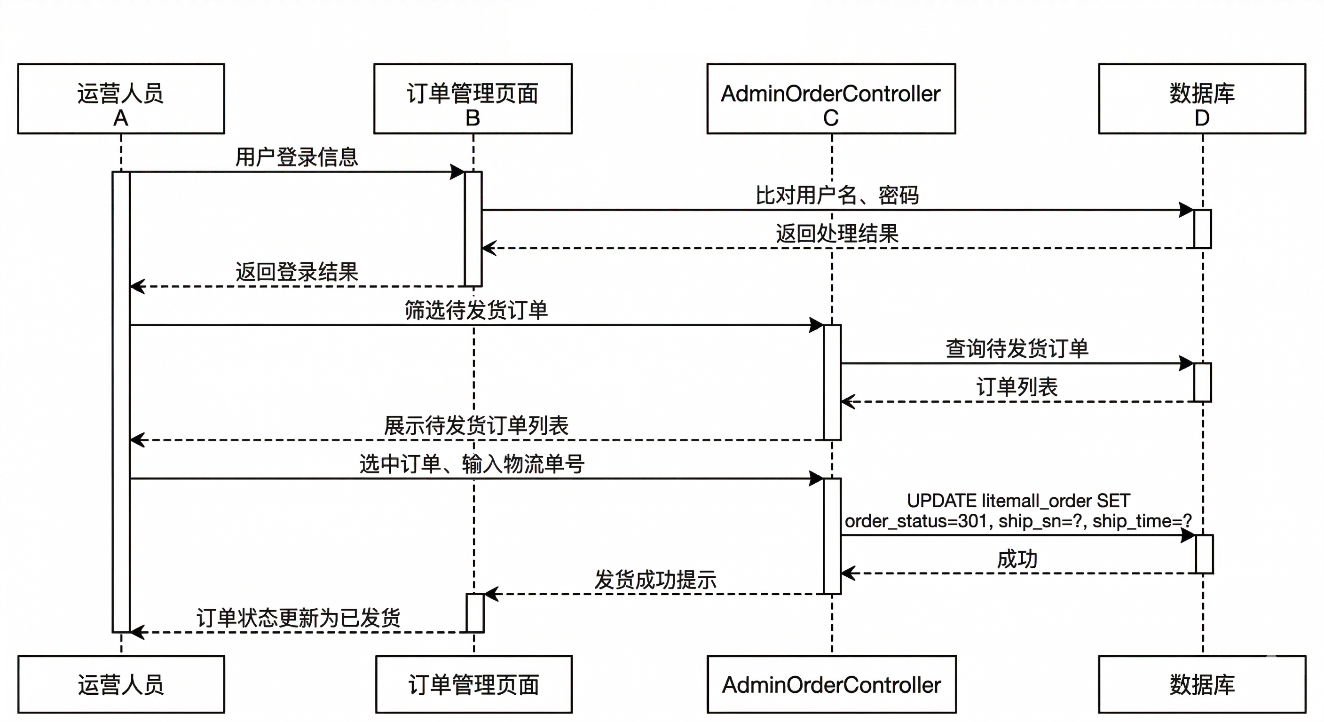 运营人员
A
订单管理页面
B
AdminOrderController
C
数据库
D
用户登录信息
比对用户名、密码
返回处理结果
返回登录结果
筛选待发货订单
查询待发货订单
订单列表
展示待发货订单列表
选中订单、输入物流单号
UPDATE litemall_order SET
order_status=301, ship_sn=?, ship_time=?
成功
发货成功提示
订单状态更新为已发货
运营人员
订单管理页面
AdminOrderController
数据库